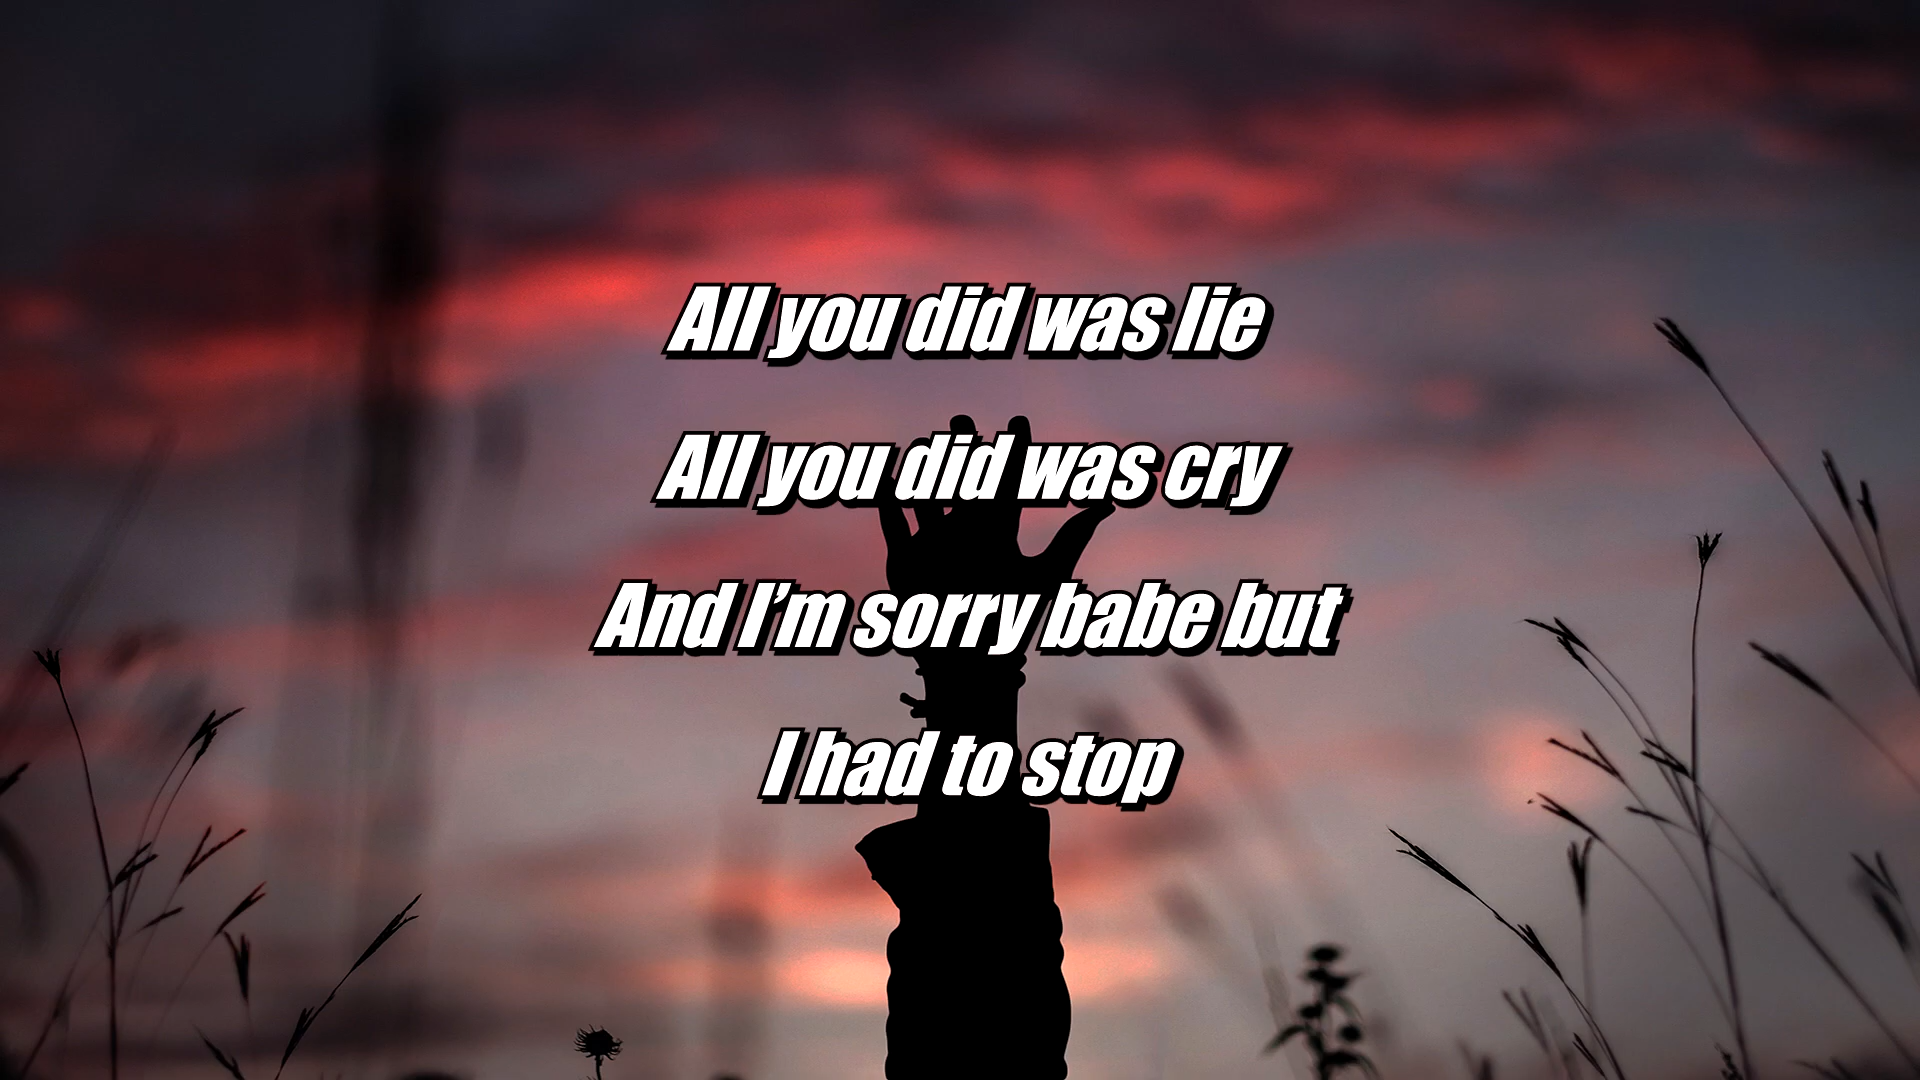 All you did was lie
All you did was cry
And I’m sorry babe but
I had to stop